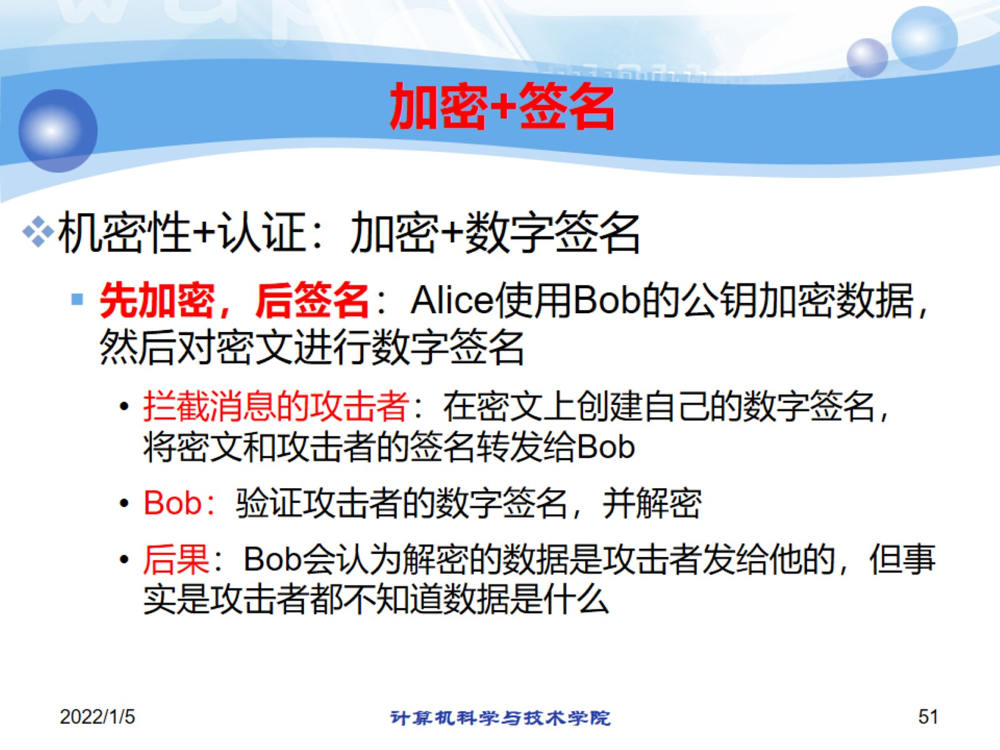 加密+签名
机密性+认证：加密+数字签名
先加密，后签名：Alice使用Bob的公钥加密数据，
然后对密文进行数字签名
• 拦截消息的攻击者：在密文上创建自己的数字签名，
将密文和攻击者的签名转发给Bob
• Bob：验证攻击者的数字签名，并解密
• 后果：Bob会认为解密的数据是攻击者发给他的，但事
实是攻击者都不知道数据是什么
2022/1/5
计算机科学与技术学院
51